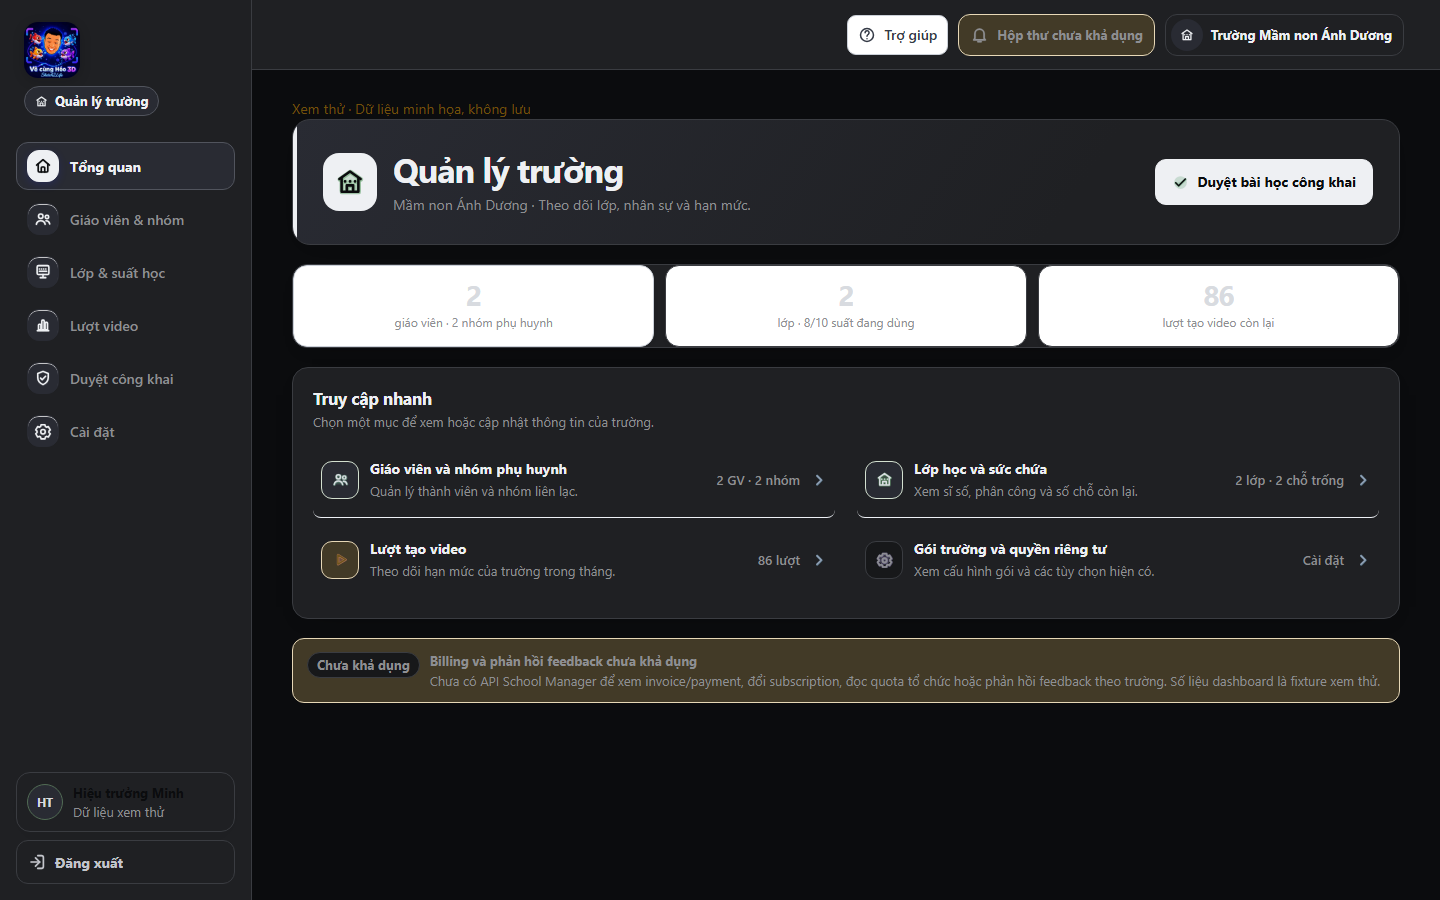 Vẽ cùng Hảo 3D
Quản lý trường
Tổng quan
Giáo viên & nhóm
Lớp & suất học
Lượt video
Duyệt công khai
Cài đặt
HT
Hiệu trưởng Minh
Dữ liệu xem thử
Đăng xuất
Trợ giúp
Hộp thư chưa khả dụng
Trường Mầm non Ánh Dương
Xem thử · Dữ liệu minh họa, không lưu
Quản lý trường
Mầm non Ánh Dương · Theo dõi lớp, nhân sự và hạn mức.
Duyệt bài học công khai
2
giáo viên · 2 nhóm phụ huynh
2
lớp · 8/10 suất đang dùng
86
lượt tạo video còn lại
Truy cập nhanh
Chọn một mục để xem hoặc cập nhật thông tin của trường.
Giáo viên và nhóm phụ huynh
Quản lý thành viên và nhóm liên lạc.
2 GV · 2 nhóm
Lớp học và sức chứa
Xem sĩ số, phân công và số chỗ còn lại.
2 lớp · 2 chỗ trống
Lượt tạo video
Theo dõi hạn mức của trường trong tháng.
86 lượt
Gói trường và quyền riêng tư
Xem cấu hình gói và các tùy chọn hiện có.
Cài đặt
Chưa khả dụng
Billing và phản hồi feedback chưa khả dụng
Chưa có API School Manager để xem invoice/payment, đổi subscription, đọc quota tổ chức hoặc phản hồi feedback theo trường. Số liệu dashboard là fixture xem thử.